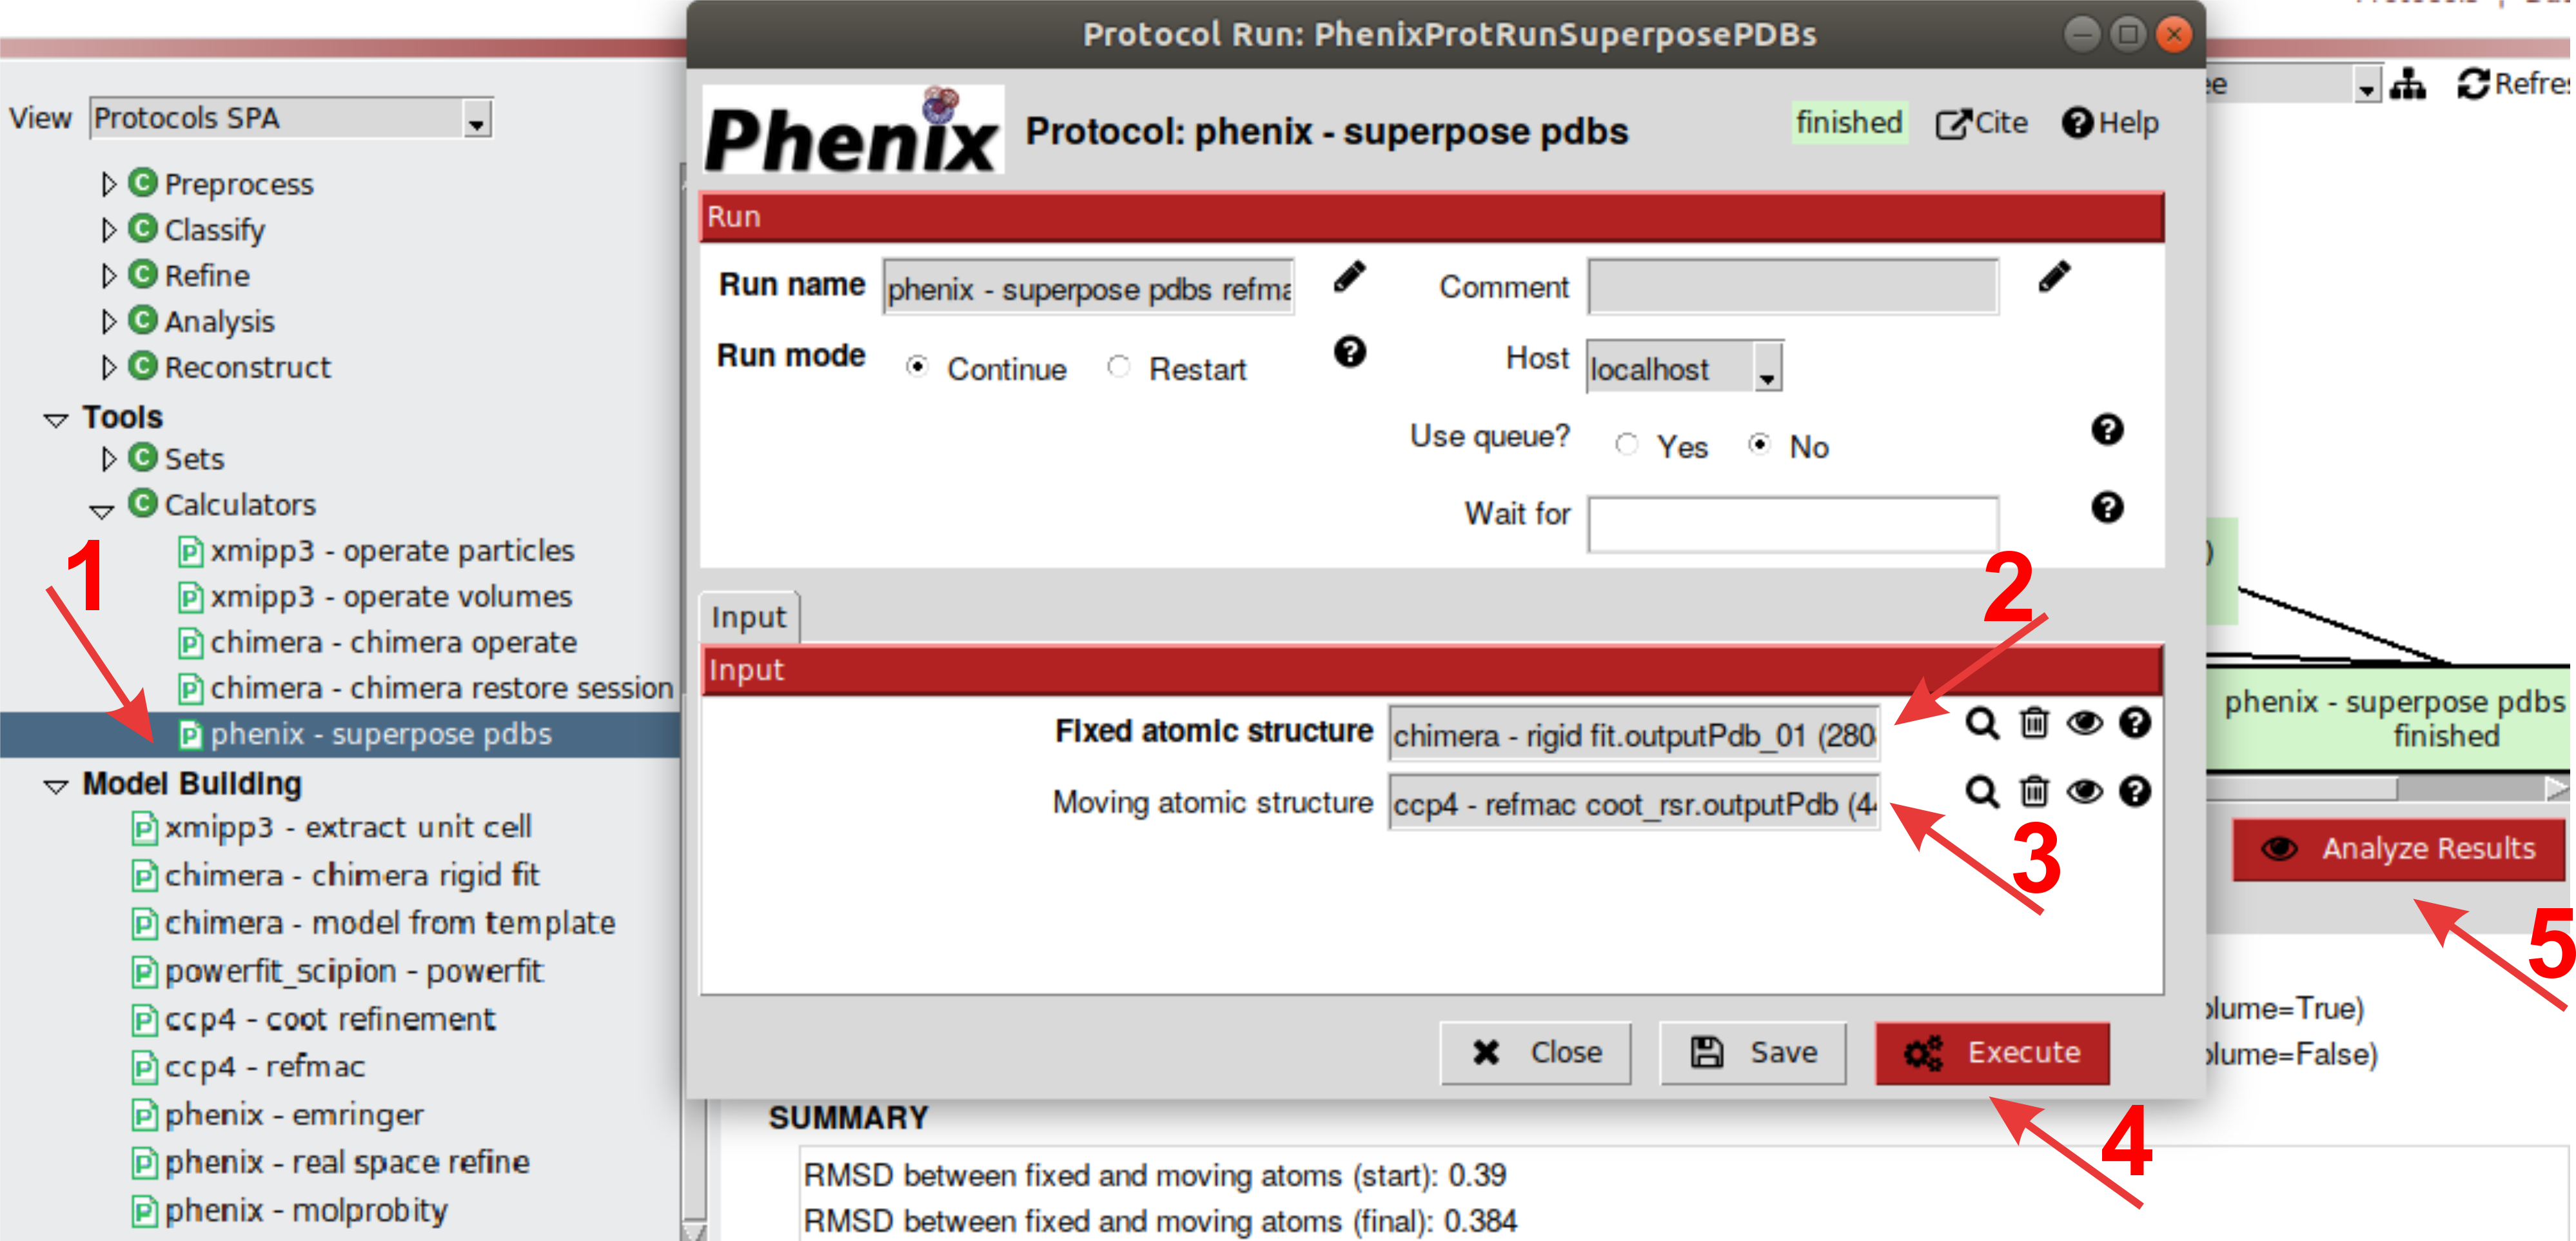 Protocol Run: PhenixProtRunSuperposePDBs
View Protocols SPA
Preprocess
Classify
Refine
Analysis
Reconstruct
Tools
Sets
Calculators
xmipp3 - operate particles
xmipp3 - operate volumes
chimera - chimera operate
chimera - chimera restore session
phenix - superpose pdbs
Model Building
xmipp3 - extract unit cell
chimera - chimera rigid fit
chimera - model from template
powerfit_scipion - powerfit
ccp4 - coot refinement
ccp4 - refmac
phenix - emringer
phenix - real space refine
phenix - molprobity
1
Phenix Protocol: phenix - superpose pdbs finished Cite Help
Run
Run name phenix - superpose pdbs refma Comment
Run mode Continue Restart Host localhost
Use queue? Yes No
Wait for
2
Input
Input
Fixed atomic structure chimera - rigid fit.outputPdb_01 (280
Moving atomic structure ccp4 - refmac coot_rsr.outputPdb (4
3
Close Save Execute
4
SUMMARY
RMSD between fixed and moving atoms (start): 0.39
RMSD between fixed and moving atoms (final): 0.384
ee Refre
)
phenix - superpose pdbs
finished
Analyze Results
5
olume=True)
olume=False)